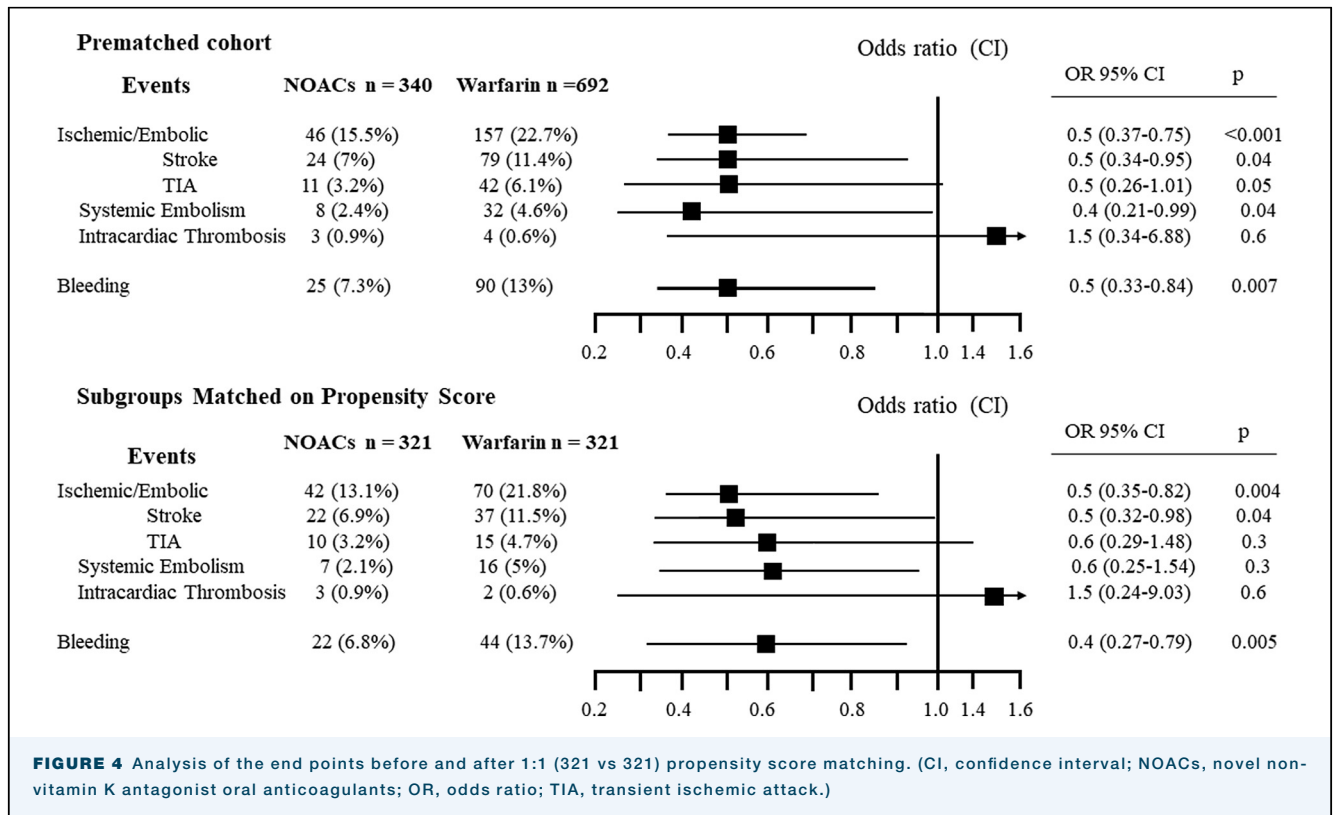 Prematched cohort
Odds ratio (CI)
Events NOACs n = 340 Warfarin n =692 OR 95% CI p
Ischemic/Embolic 46 (15.5%) 157 (22.7%) 0.5 (0.37-0.75) <0.001
Stroke 24 (7%) 79 (11.4%) 0.5 (0.34-0.95) 0.04
TIA 11 (3.2%) 42 (6.1%) 0.5 (0.26-1.01) 0.05
Systemic Embolism 8 (2.4%) 32 (4.6%) 0.4 (0.21-0.99) 0.04
Intracardiac Thrombosis 3 (0.9%) 4 (0.6%) 1.5 (0.34-6.88) 0.6
Bleeding 25 (7.3%) 90 (13%) 0.5 (0.33-0.84) 0.007
0.2 0.4 0.6 0.8 1.0 1.4 1.6
Subgroups Matched on Propensity Score
Odds ratio (CI)
Events NOACs n = 321 Warfarin n = 321 OR 95% CI p
Ischemic/Embolic 42 (13.1%) 70 (21.8%) 0.5 (0.35-0.82) 0.004
Stroke 22 (6.9%) 37 (11.5%) 0.5 (0.32-0.98) 0.04
TIA 10 (3.2%) 15 (4.7%) 0.6 (0.29-1.48) 0.3
Systemic Embolism 7 (2.1%) 16 (5%) 0.6 (0.25-1.54) 0.3
Intracardiac Thrombosis 3 (0.9%) 2 (0.6%) 1.5 (0.24-9.03) 0.6
Bleeding 22 (6.8%) 44 (13.7%) 0.4 (0.27-0.79) 0.005
0.2 0.4 0.6 0.8 1.0 1.4 1.6
FIGURE 4 Analysis of the end points before and after 1:1 (321 vs 321) propensity score matching. (CI, confidence interval; NOACs, novel non-
vitamin K antagonist oral anticoagulants; OR, odds ratio; TIA, transient ischemic attack.)